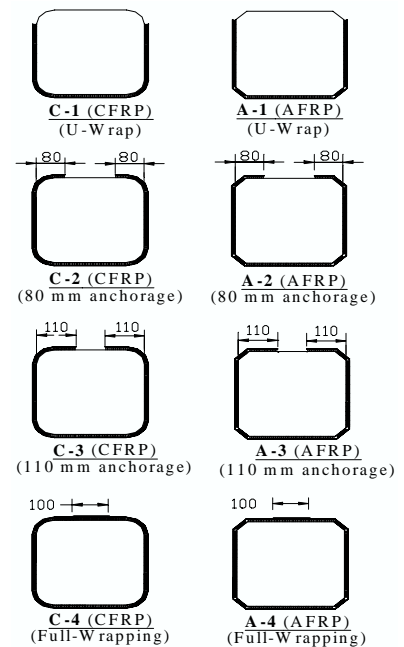 C-1 (CFRP) A-1 (AFRP)
(U-Wrap) (U-Wrap)
80 80 80 80
C-2 (CFRP) A-2 (AFRP)
(80 mm anchorage) (80 mm anchorage)
110 110 110 110
C-3 (CFRP) A-3 (AFRP)
(110 mm anchorage) (110 mm anchorage)
100 100
C-4 (CFRP) A-4 (AFRP)
(Full-Wrapping) (Full-Wrapping)